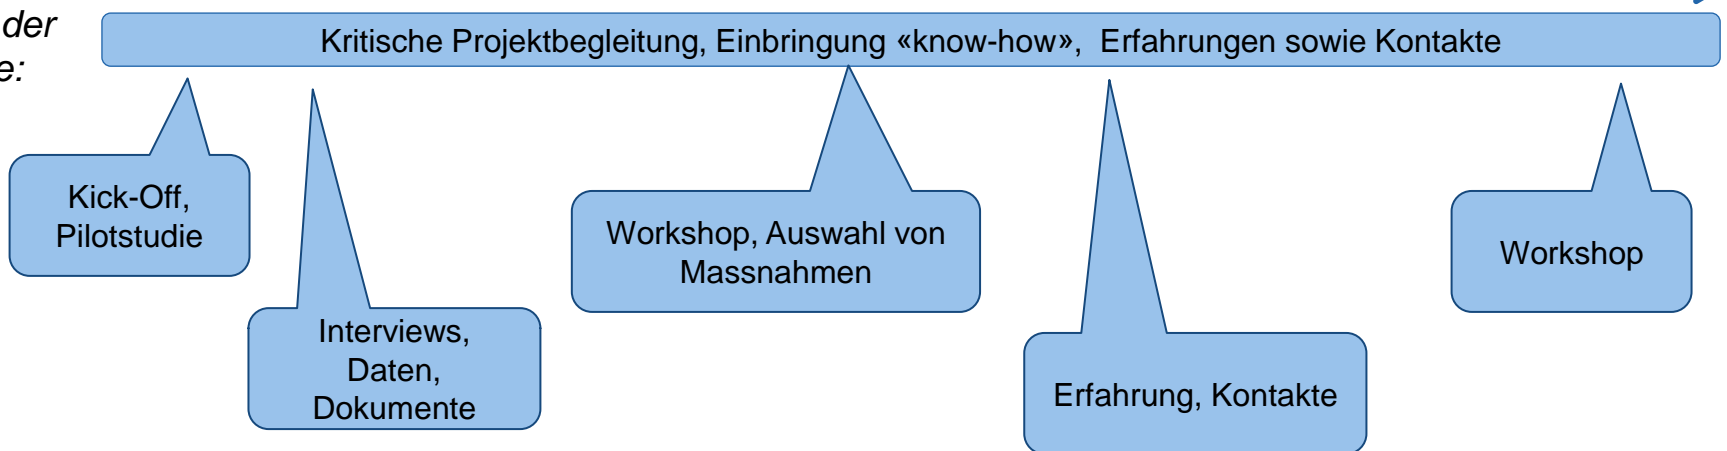 der
e:
Kritische Projektbegleitung, Einbringung «know-how», Erfahrungen sowie Kontakte
Kick-Off,
Pilotstudie
Interviews,
Daten,
Dokumente
Workshop, Auswahl von
Massnahmen
Erfahrung, Kontakte
Workshop